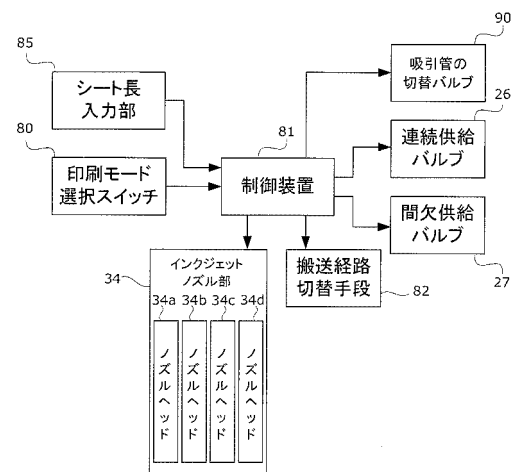 90
85
シート長
入力部
吸引管の
切替バルブ
26
80
81
連続供給
バルブ
印刷モード
選択スイッチ
制御装置
間欠供給
バルブ
27
34
インクジェット
ノズル部
搬送経路
切替手段
82
34a 34b 34c 34d
ノズルヘッド
ノズルヘッド
ノズルヘッド
ノズルヘッド